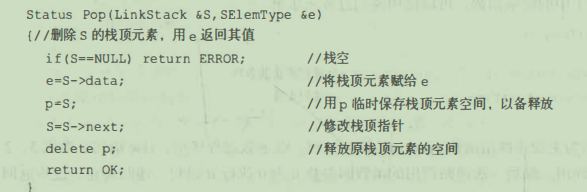 Status Pop(LinkStack &S,SElemType &e)
{//删除S的栈顶元素，用e返回其值
if(S==NULL) return ERROR; //栈空
e=S->data; //将栈顶元素赋给e
p=S; //用p临时保存栈顶元素空间，以备释放
S=S->next; //修改栈顶指针
delete p; //释放原栈顶元素的空间
return OK;
}